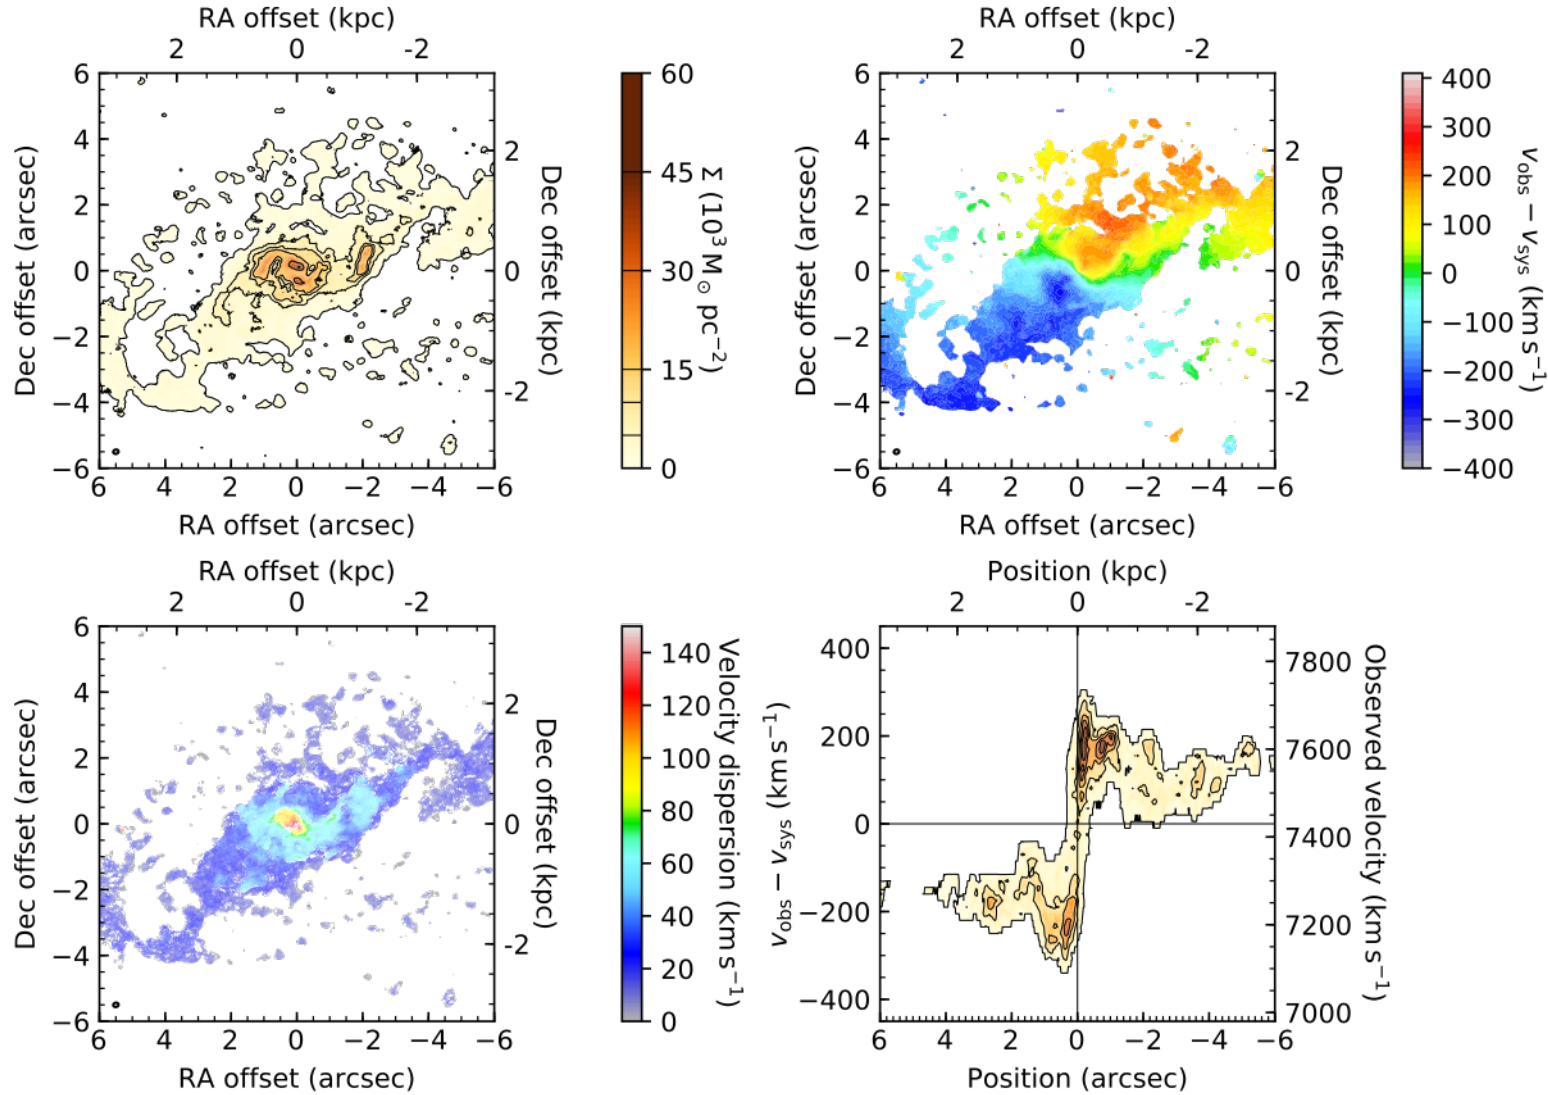 RA offset (kpc)
2 0 -2
6
4
2
0
−2
−4
−6
Dec offset (arcsec)
2
0
-2
Dec offset (kpc)
6 4 2 0 −2 −4 −6
RA offset (arcsec)
60
45
30
15
0
Σ (10³ M⊙ pc⁻²)
RA offset (kpc)
2 0 -2
6
4
2
0
−2
−4
−6
Dec offset (arcsec)
2
0
-2
Dec offset (kpc)
6 4 2 0 −2 −4 −6
RA offset (arcsec)
400
300
200
100
0
−100
−200
−300
−400
vobs − vsys (km s⁻¹)
RA offset (kpc)
2 0 -2
6
4
2
0
−2
−4
−6
Dec offset (arcsec)
2
0
-2
Dec offset (kpc)
6 4 2 0 −2 −4 −6
RA offset (arcsec)
140
120
100
80
60
40
20
0
Velocity dispersion (km s⁻¹)
Position (kpc)
2 0 -2
400
200
0
−200
−400
vobs − vsys (km s⁻¹)
7800
7600
7400
7200
7000
Observed velocity (km s⁻¹)
6 4 2 0 −2 −4 −6
Position (arcsec)